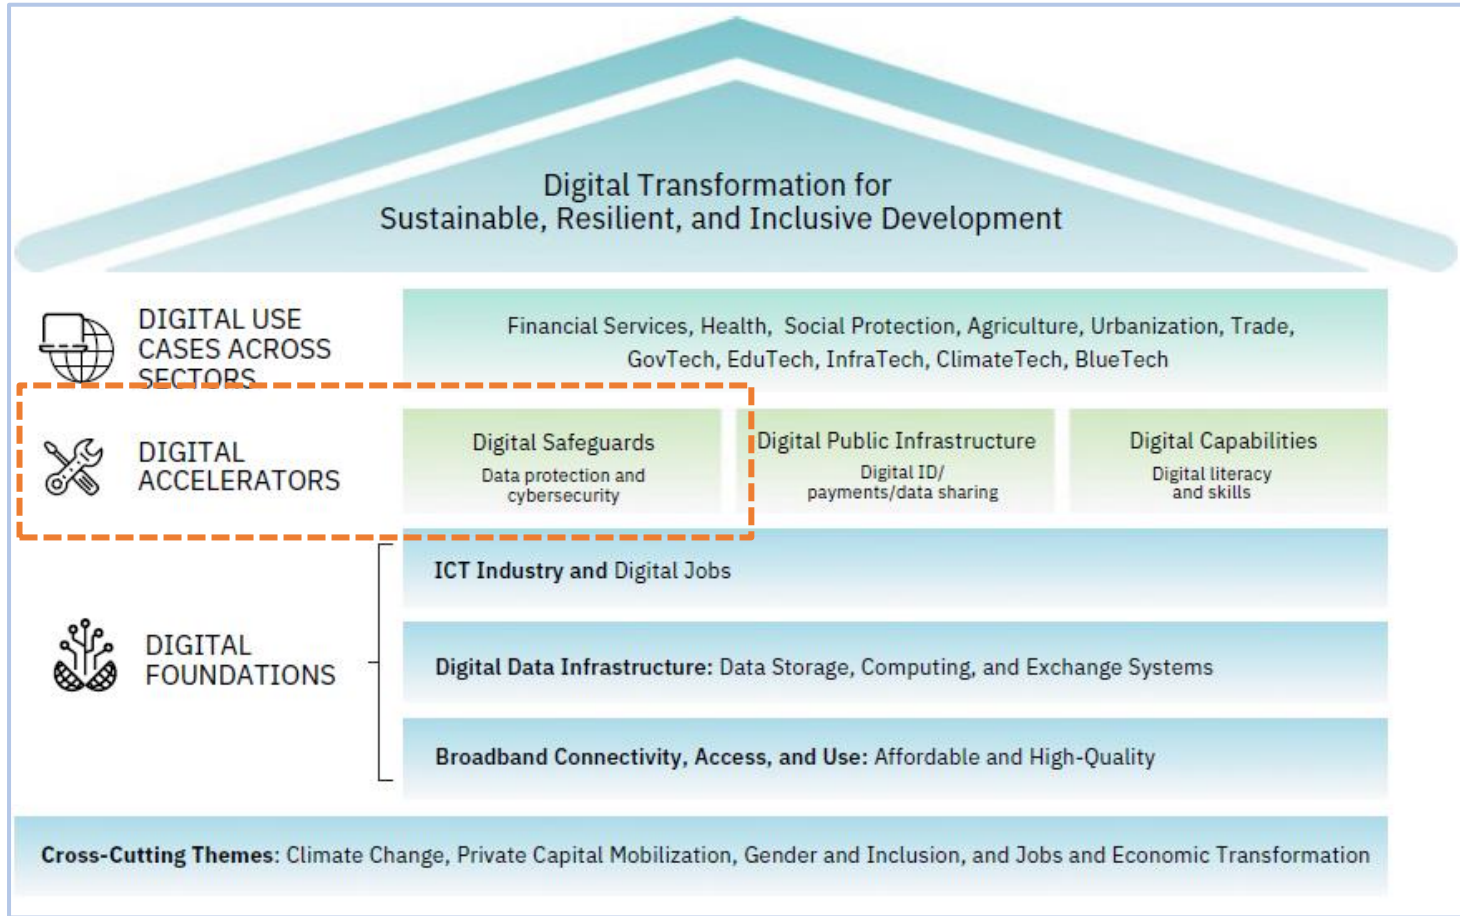 Digital Transformation for
Sustainable, Resilient, and Inclusive Development
DIGITAL USE
CASES ACROSS
SECTORS
Financial Services, Health, Social Protection, Agriculture, Urbanization, Trade,
GovTech, EduTech, InfraTech, ClimateTech, BlueTech
DIGITAL
ACCELERATORS
Digital Safeguards
Data protection and
cybersecurity
Digital Public Infrastructure
Digital ID/
payments/data sharing
Digital Capabilities
Digital literacy
and skills
DIGITAL
FOUNDATIONS
ICT Industry and Digital Jobs
Digital Data Infrastructure: Data Storage, Computing, and Exchange Systems
Broadband Connectivity, Access, and Use: Affordable and High-Quality
Cross-Cutting Themes: Climate Change, Private Capital Mobilization, Gender and Inclusion, and Jobs and Economic Transformation